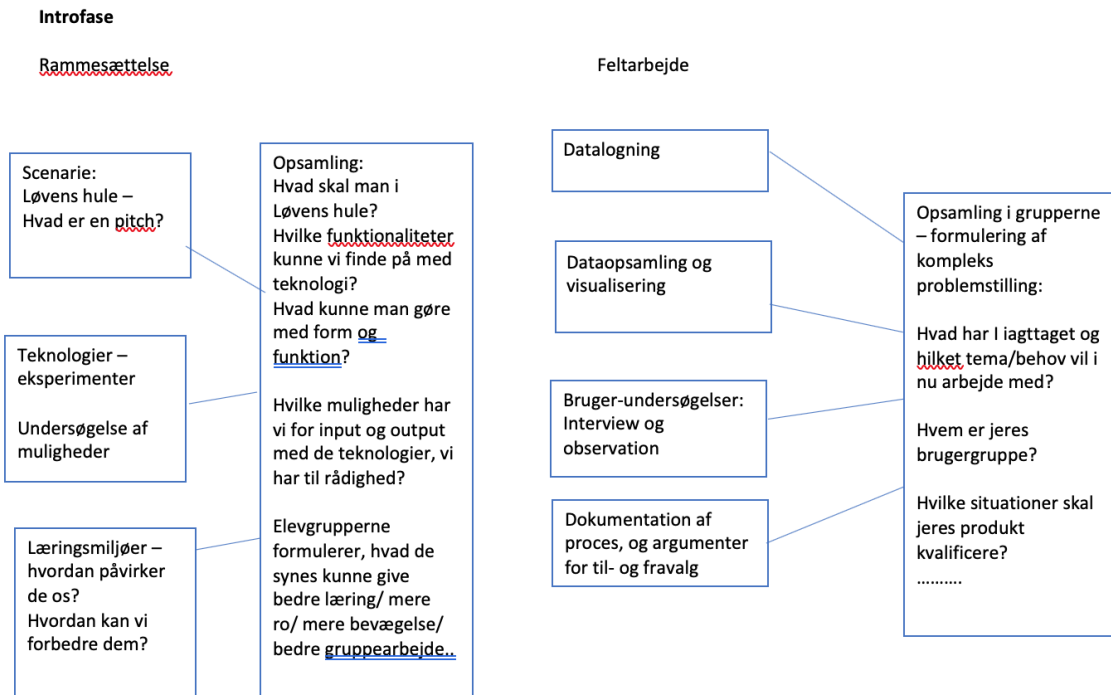 Introfase
Rammesættelse
Scenarie:
Løvens hule –
Hvad er en pitch?
Teknologier –
eksperimenter
Undersøgelse af
muligheder
Læringsmiljøer –
hvordan påvirker
de os?
Hvordan kan vi
forbedre dem?
Opsamling:
Hvad skal man i
Løvens hule?
Hvilke funktionaliteter
kunne vi finde på med
teknologi?
Hvad kunne man gøre
med form og
funktion?
Hvilke muligheder har
vi for input og output
med de teknologier, vi
har til rådighed?
Elevgrupperne
formulerer, hvad de
synes kunne give
bedre læring/ mere
ro/ mere bevægelse/
bedre gruppearbejde..
Feltarbejde
Datalogning
Dataopsamling og
visualisering
Bruger-undersøgelser:
Interview og
observation
Dokumentation af
proces, og argumenter
for til- og fravalg
Opsamling i grupperne
– formulering af
kompleks
problemstilling:
Hvad har I iagttaget og
hilket tema/behov vil i
nu arbejde med?
Hvem er jeres
brugergruppe?
Hvilke situationer skal
jeres produkt
kvalificere?
……….